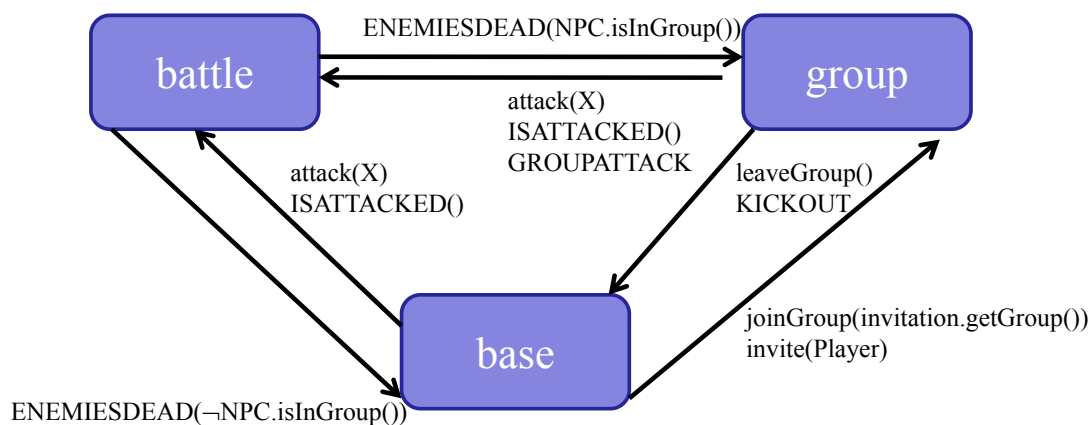 ENEMIESDEAD(NPC.isInGroup())
battle
group
attack(X)
ISATTACKED()
GROUPATTACK
attack(X)
ISATTACKED()
leaveGroup()
KICKOUT
base
joinGroup(invitation.getGroup())
invite(Player)
ENEMIESDEAD(¬NPC.isInGroup())